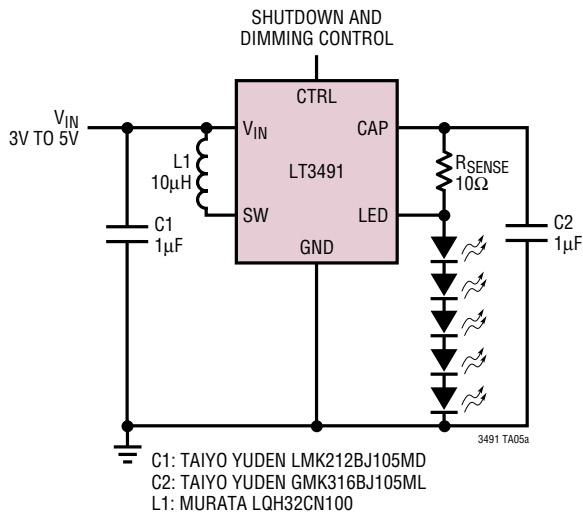 SHUTDOWN AND
DIMMING CONTROL
CTRL
VIN
3V TO 5V
VIN
CAP
L1
10µH
LT3491
RSENSE
10Ω
SW
LED
C1
1µF
GND
C2
1µF
3491 TA05a
C1: TAIYO YUDEN LMK212BJ105MD
C2: TAIYO YUDEN GMK316BJ105ML
L1: MURATA LQH32CN100